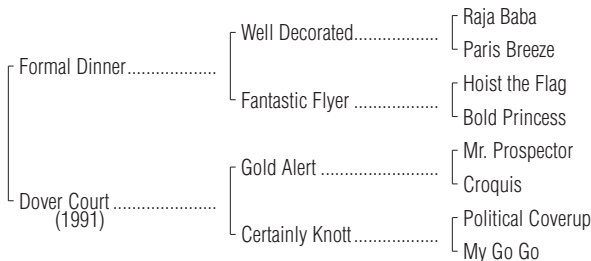 Raja Baba
Well Decorated..................
Paris Breeze
Formal Dinner...................
Hoist the Flag
Fantastic Flyer ..................
Bold Princess
Mr. Prospector
Gold Alert .........................
Croquis
Dover Court ......................
(1991)
Political Coverup
Certainly Knott..................
My Go Go